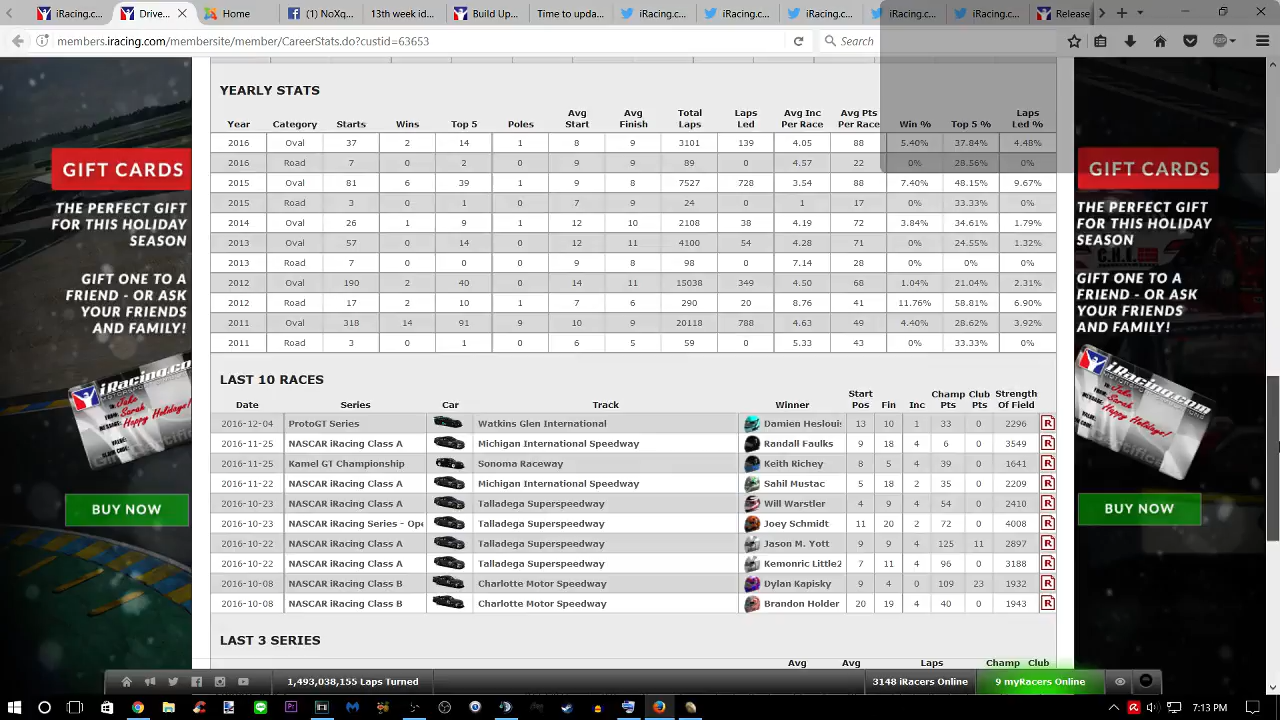 iRacing.c...
Drive...
Home
(1) NoXq...
13th week id...
Build Up...
Time to upda...
iRacing.c...
iRacing.c...
iRacing.c...
iRacing.c...
Release
members.iracing.com/membersite/member/CareerStats.do?custid=63653
Search
YEARLY STATS
Year Category Starts Wins Top 5 Poles Avg Start Avg Finish Total Laps Laps Led Avg Inc Per Race Avg Pts Per Race Win % Top 5 % Laps Led %
2016 Oval 37 2 14 1 8 9 3101 139 4.05 88 5.40% 37.84% 4.48%
2016 Road 7 0 2 0 9 9 89 0 4.17 22 0% 28.56% 0%
2015 Oval 81 6 39 1 9 8 7527 728 3.54 88 7.40% 48.15% 9.67%
2015 Road 3 0 1 0 7 9 24 0 1 17 0% 33.33% 0%
2014 Oval 26 1 9 1 12 10 2108 38 4.19 72 3.84% 34.61% 1.79%
2013 Oval 57 0 14 0 12 11 4100 54 4.28 71 0% 24.55% 1.32%
2013 Road 7 0 0 0 9 8 98 0 7.14 28 0% 0% 0%
2012 Oval 190 2 40 0 14 11 15038 349 4.50 68 1.04% 21.04% 2.31%
2012 Road 17 2 10 1 7 6 290 20 8.76 41 11.76% 58.81% 6.90%
2011 Oval 318 14 91 9 10 9 20118 788 4.63 49 4.40% 28.62% 3.92%
2011 Road 3 0 1 0 6 5 59 0 5.33 43 0% 33.33% 0%
LAST 10 RACES
Date Series Car Track Winner Start Pos Fin Inc Champ Pts Club Pts Strength Of Field
2016-12-04 ProtoGT Series Watkins Glen International Damien Heslouis 13 10 1 33 0 2296 R
2016-11-25 NASCAR iRacing Class A Michigan International Speedway Randall Faulks 9 18 4 6 0 3549 R
2016-11-25 Kamel GT Championship Sonoma Raceway Keith Richey 8 5 4 39 0 1641 R
2016-11-22 NASCAR iRacing Class A Michigan International Speedway Sahil Mustac 5 18 2 35 0 2209 R
2016-10-23 NASCAR iRacing Class A Talladega Superspeedway Will Warstler 4 9 4 54 0 2410 R
2016-10-23 NASCAR iRacing Series - Ope Talladega Superspeedway Joey Schmidt 11 20 2 72 0 4008 R
2016-10-22 NASCAR iRacing Class A Talladega Superspeedway Jason M. Yott 9 9 4 125 11 2897 R
2016-10-22 NASCAR iRacing Class A Talladega Superspeedway Kemonric Little2 7 11 4 96 0 3188 R
2016-10-08 NASCAR iRacing Class B Charlotte Motor Speedway Dylan Kapisky 9 4 0 109 23 1932 R
2016-10-08 NASCAR iRacing Class B Charlotte Motor Speedway Brandon Holder 20 19 4 40 0 1943 R
LAST 3 SERIES
Avg Avg Laps Champ Club
GIFT CARDS
THE PERFECT GIFT
FOR THIS HOLIDAY
SEASON
GIFT ONE TO A
FRIEND - OR ASK
YOUR FRIENDS
AND FAMILY!
iRacing.co
To: Jake
From: Sarah
Happy Holidays!
BUY NOW
GIFT CARDS
THE PERFECT GIFT
FOR THIS HOLIDAY
SEASON
GIFT ONE TO A
FRIEND - OR ASK
YOUR FRIENDS
AND FAMILY!
iRacing.com
To: Jake
From: Sarah
Happy Holidays!
BUY NOW
1,493,038,155 Laps Turned
3148 iRacers Online
9 myRacers Online
7:13 PM